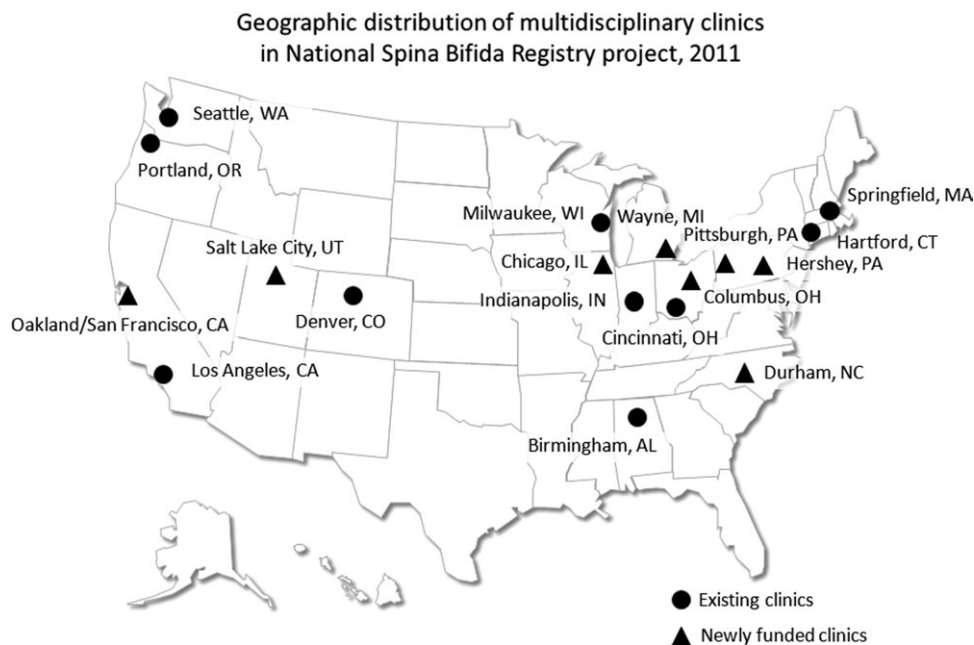 Geographic distribution of multidisciplinary clinics
in National Spina Bifida Registry project, 2011
Seattle, WA
Portland, OR
Springfield, MA
Milwaukee, WI
Wayne, MI
Pittsburgh, PA
Hartford, CT
Salt Lake City, UT
Chicago, IL
Hershey, PA
Indianapolis, IN
Columbus, OH
Oakland/San Francisco, CA
Denver, CO
Cincinnati, OH
Los Angeles, CA
Durham, NC
Birmingham, AL
Existing clinics
Newly funded clinics